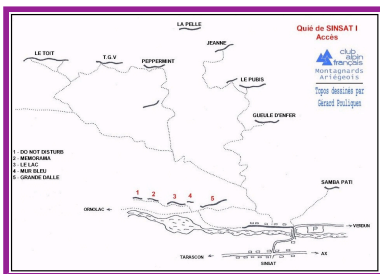 LA PELLE
Quié de SINSAT I
Accès
JEANNE
LE TOIT
T.G.V
PEPPERMINT
club
alpin
français
Montagnards
Ariégeois
LE PUBIS
Topos dessinés par
Gérard Pouliquen
GUEULE D'ENFER
1 - DO NOT DISTURB
2 - MEMORAMA
3 - LE LAC
4 - MUR BLEU
5 - GRANDE DALLE
SAMBA PATI
1
2
3
4
5
ORNOLAC
VERDUN
P
TARASCON
AX
SINSAT